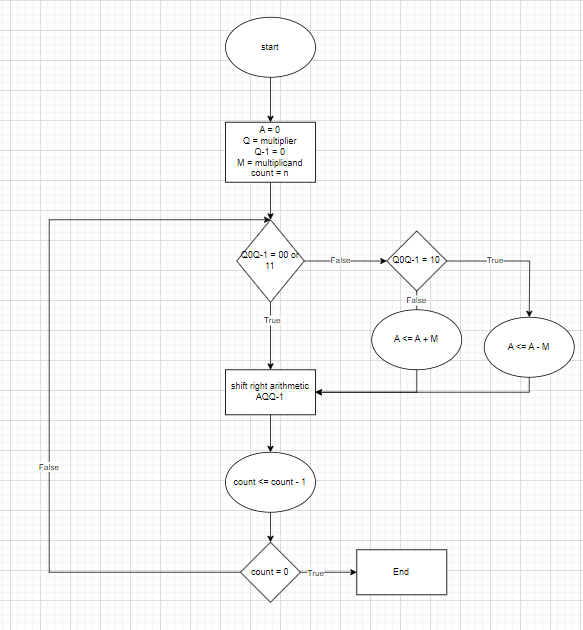 start
A = 0
Q = multiplier
Q-1 = 0
M = multiplicand
count = n
Q0Q-1 = 00 or
11
False
Q0Q-1 = 10
True
False
True
A <= A + M
A <= A - M
shift right arithmetic
AQQ-1
False
count <= count - 1
count = 0
True
End